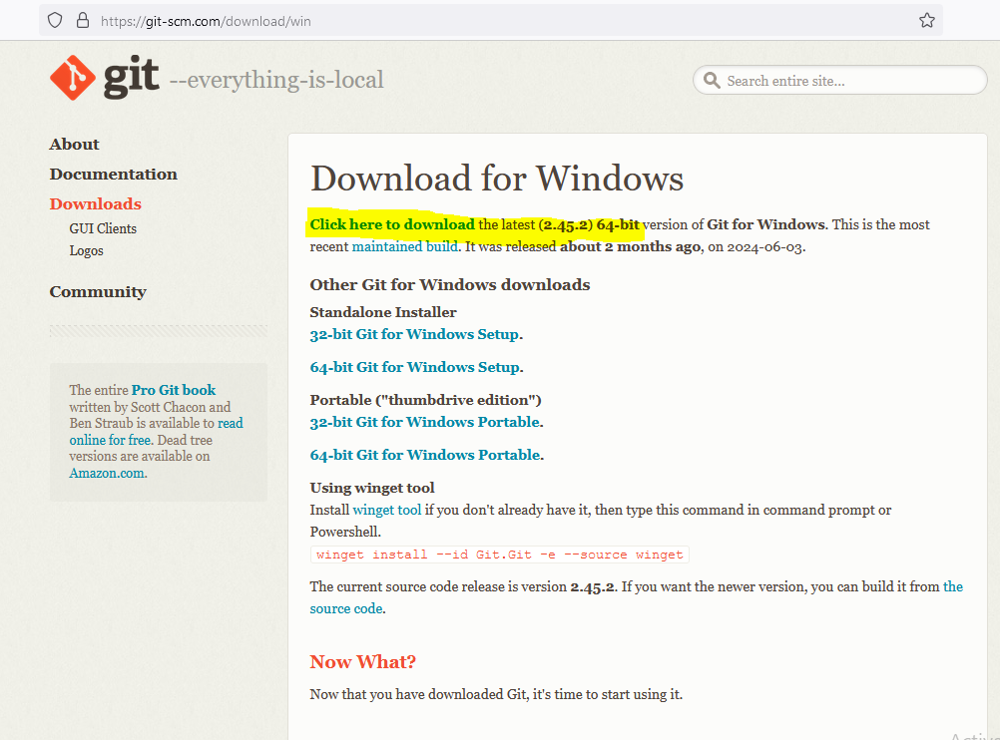 https://git-scm.com/download/win
git --everything-is-local
Search entire site...
About
Documentation
Downloads
GUI Clients
Logos
Community
The entire Pro Git book
written by Scott Chacon and
Ben Straub is available to read
online for free. Dead tree
versions are available on
Amazon.com.
Download for Windows
Click here to download the latest (2.45.2) 64-bit version of Git for Windows. This is the most
recent maintained build. It was released about 2 months ago, on 2024-06-03.
Other Git for Windows downloads
Standalone Installer
32-bit Git for Windows Setup.
64-bit Git for Windows Setup.
Portable ("thumbdrive edition")
32-bit Git for Windows Portable.
64-bit Git for Windows Portable.
Using winget tool
Install winget tool if you don't already have it, then type this command in command prompt or
Powershell.
winget install --id Git.Git -e --source winget
The current source code release is version 2.45.2. If you want the newer version, you can build it from the
source code.
Now What?
Now that you have downloaded Git, it's time to start using it.